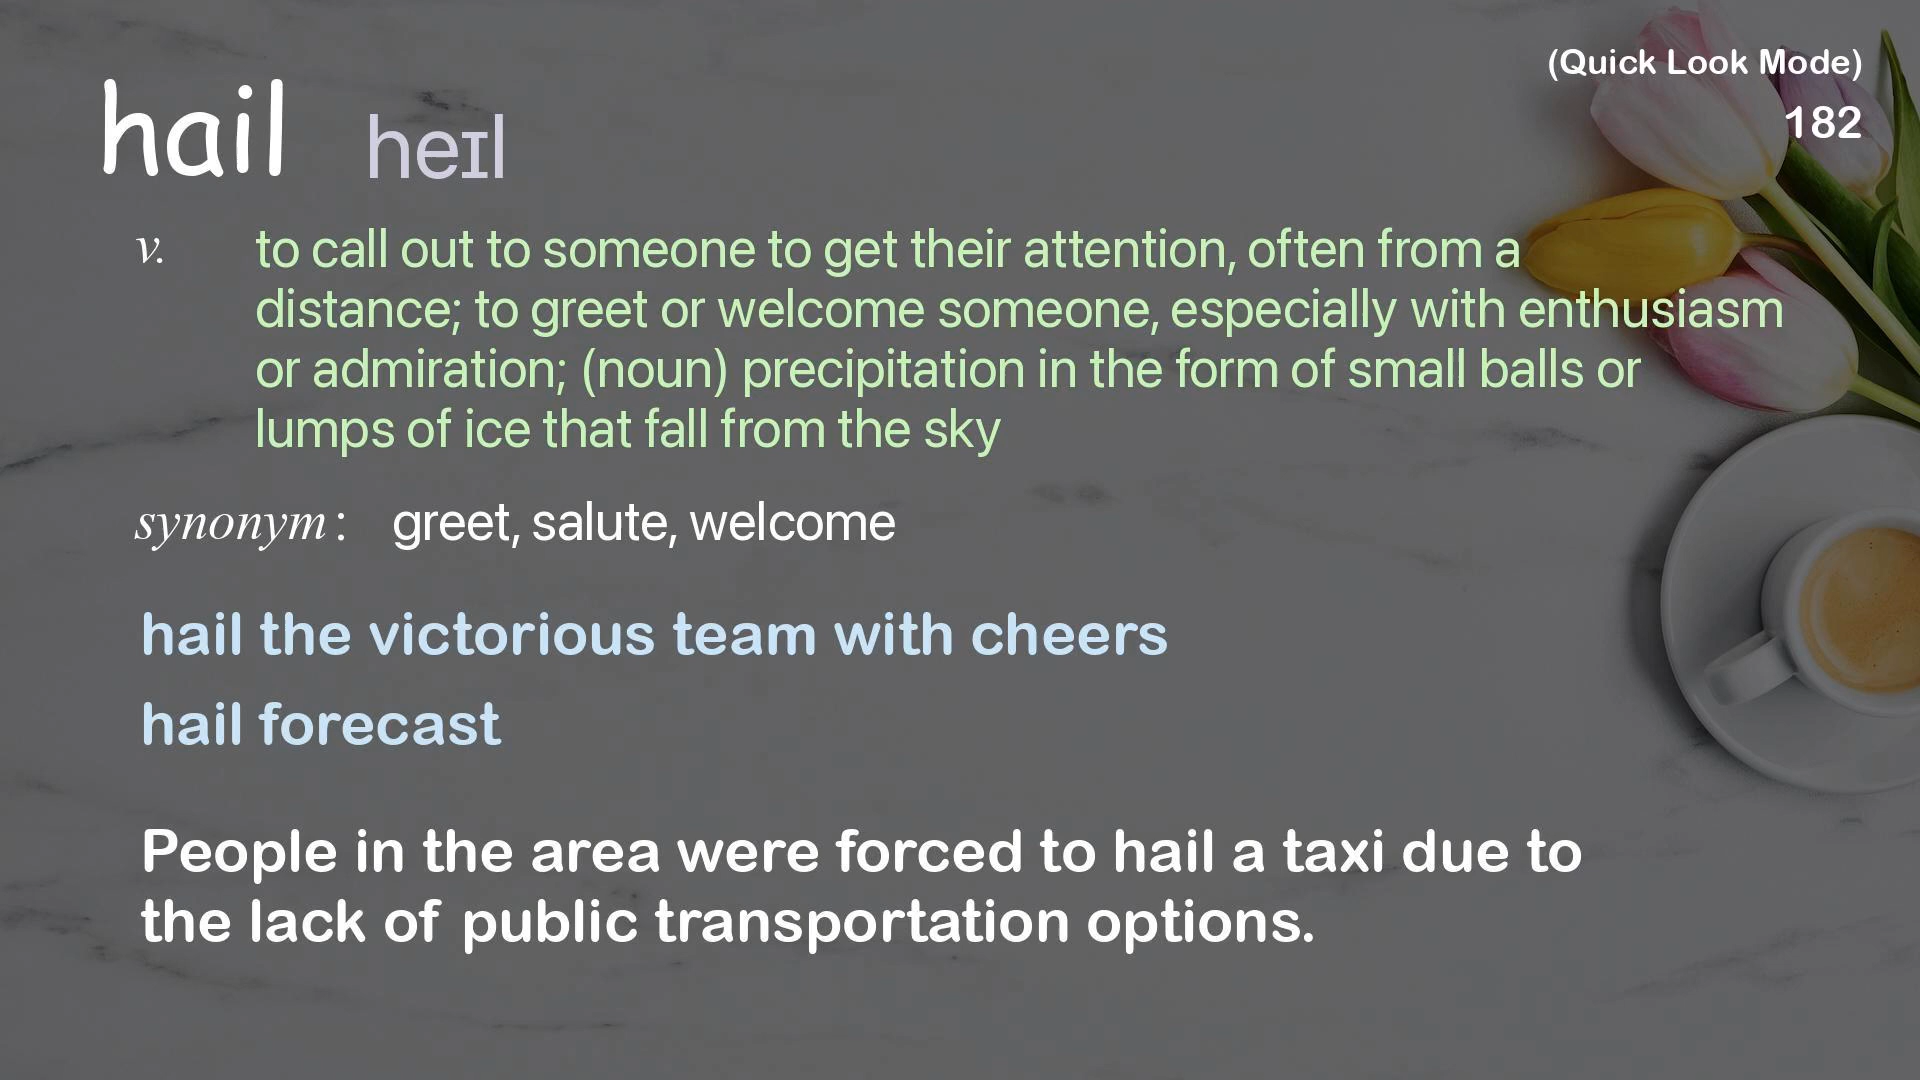 (Quick Look Mode)
182
hail heɪl
v. to call out to someone to get their attention, often from a
distance; to greet or welcome someone, especially with enthusiasm
or admiration; (noun) precipitation in the form of small balls or
lumps of ice that fall from the sky
synonym : greet, salute, welcome
hail the victorious team with cheers
hail forecast
People in the area were forced to hail a taxi due to
the lack of public transportation options.